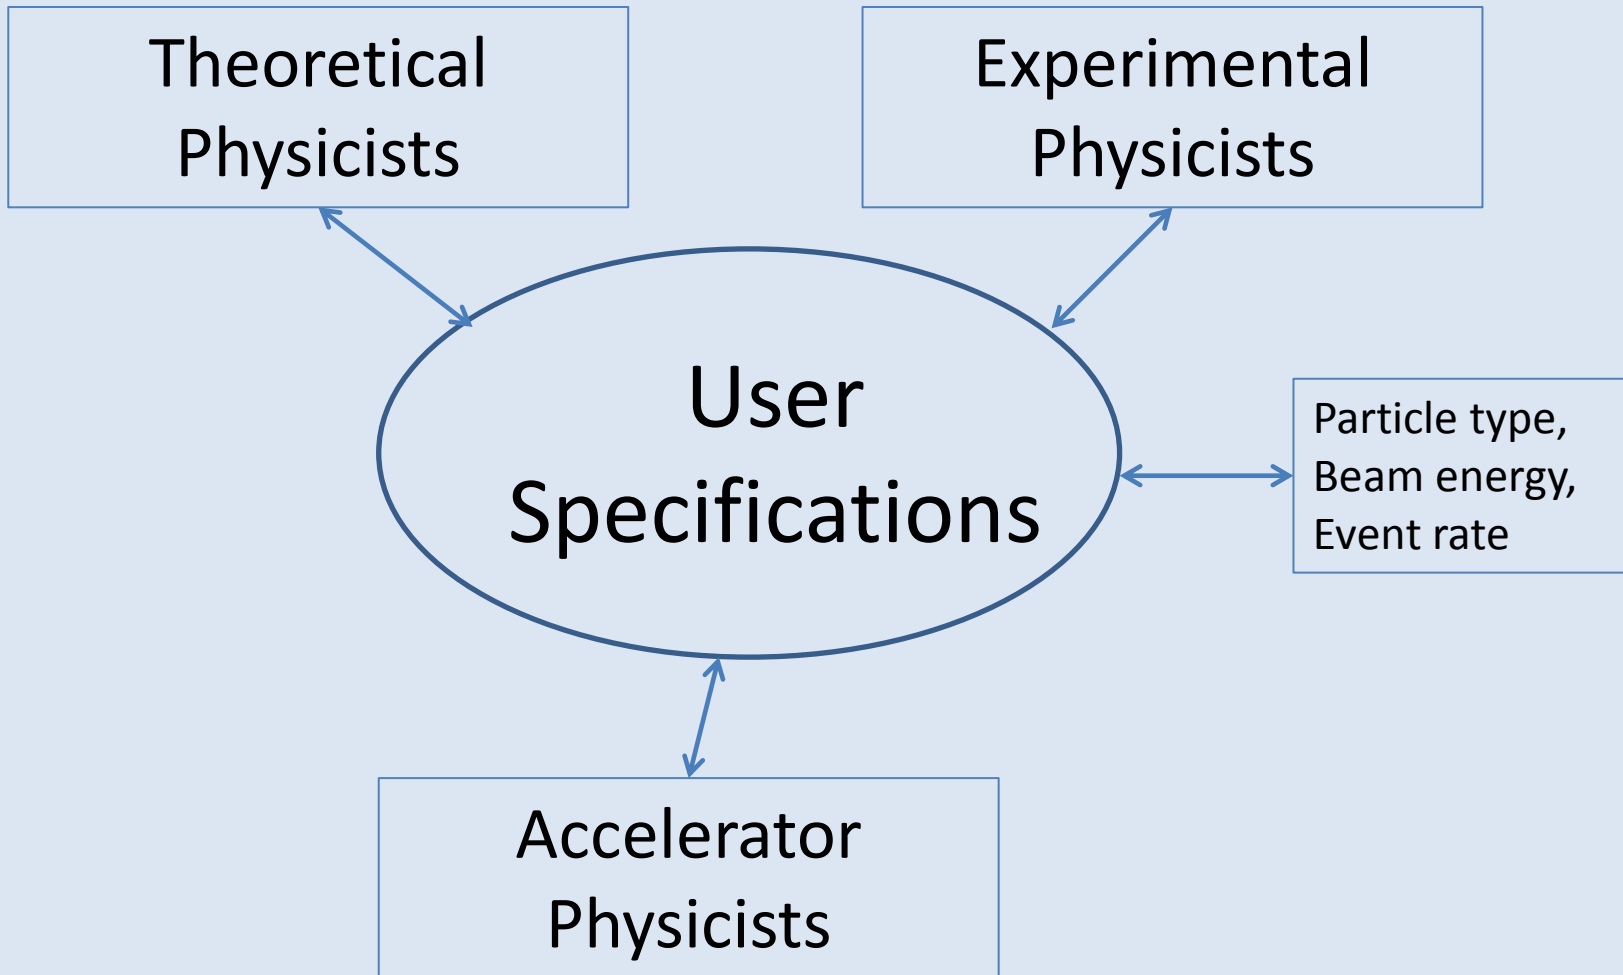 Theoretical
Physicists
Experimental
Physicists
User
Specifications
Particle type,
Beam energy,
Event rate
Accelerator
Physicists